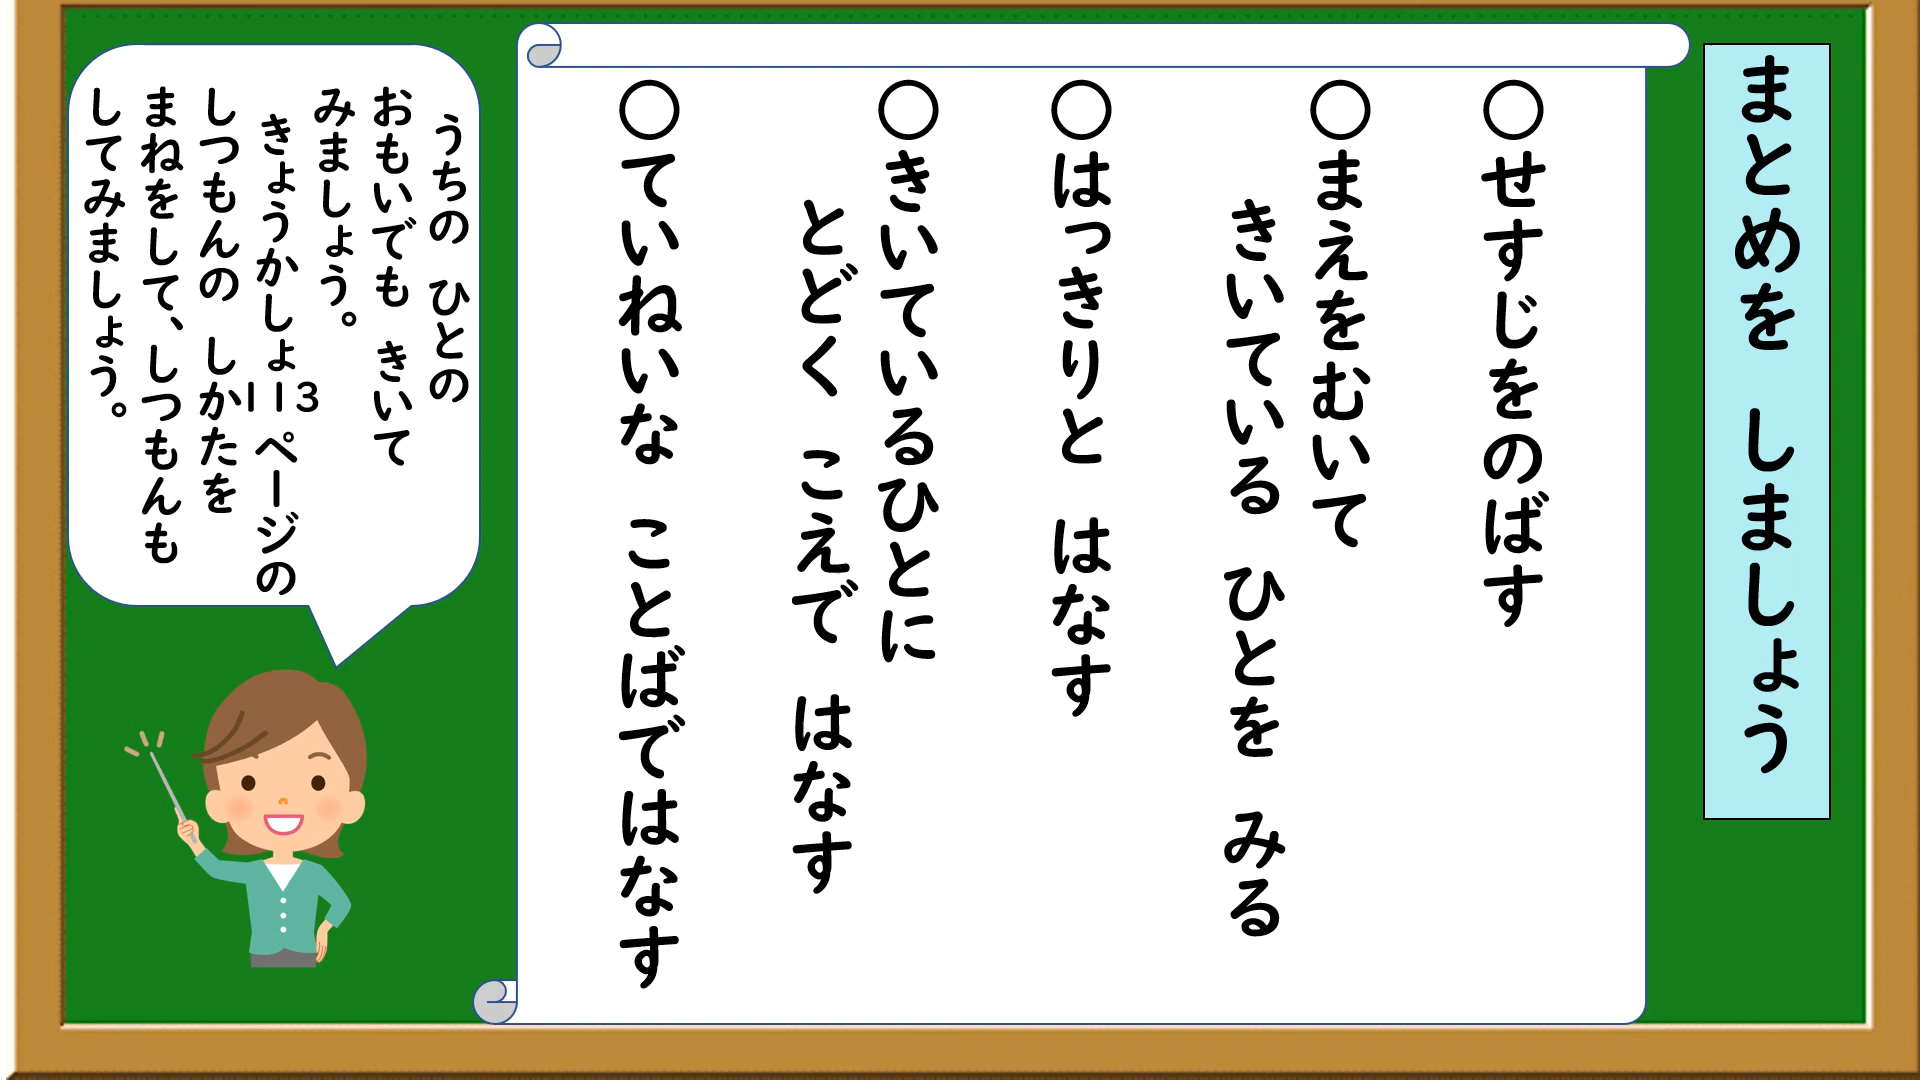 まとめを しましょう
○せすじをのばす
○まえをむいて
きいている ひとを みる
○はっきりと はなす
○きいているひとに
とどく こえで はなす
○ていねいな ことばではなす
うちの ひとの
おもいでも きいて
みましょう。
きょうかしょ113ページの
しつもんの しかたを
まねをして、しつもんも
してみましょう。